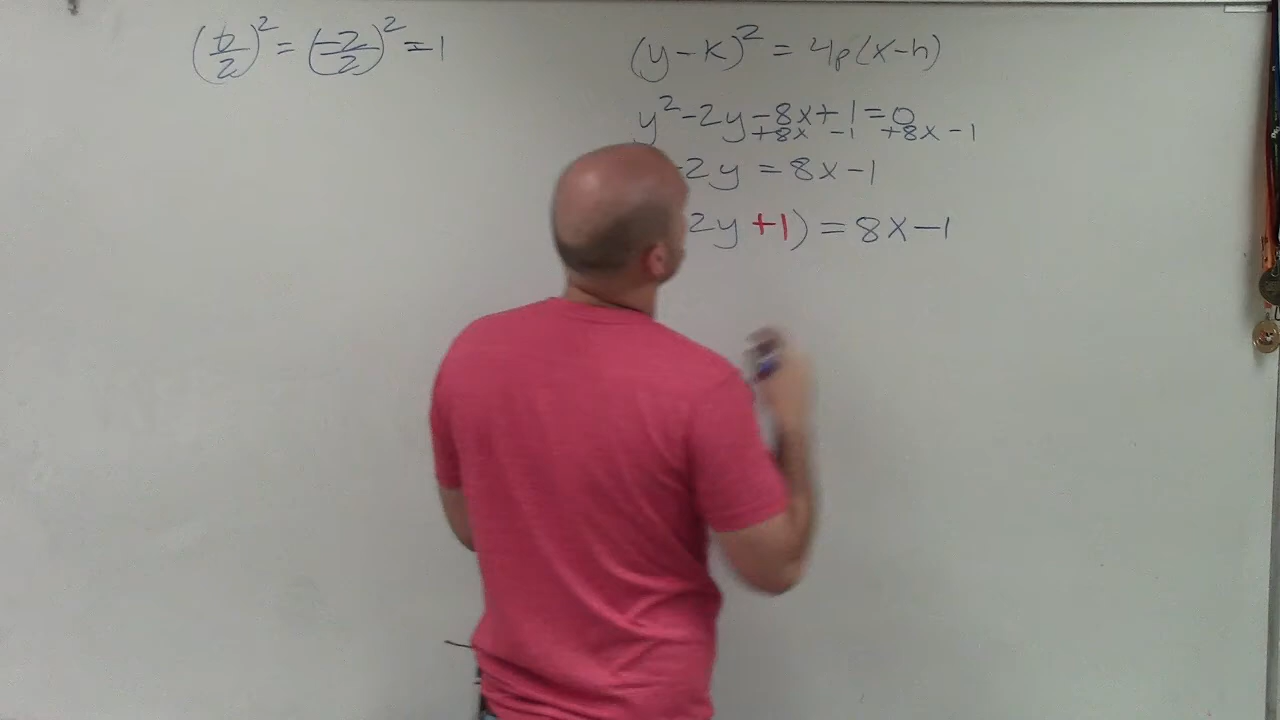 (b/2)² = (-2/2)² = 1
(y-k)² = 4p(x-h)
y²-2y-8x+1=0
+8x -1 +8x -1
-2y = 8x-1
2y +1) = 8x-1